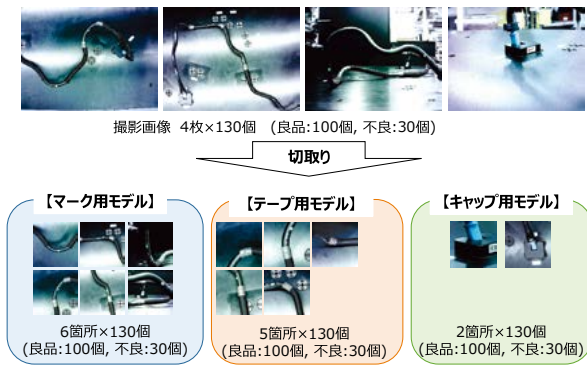 撮影画像 4枚×130個 (良品:100個, 不良:30個)
切取り
【マーク用モデル】
6箇所×130個
(良品:100個, 不良:30個)
【テープ用モデル】
5箇所×130個
(良品:100個, 不良:30個)
【キャップ用モデル】
2箇所×130個
(良品:100個, 不良:30個)